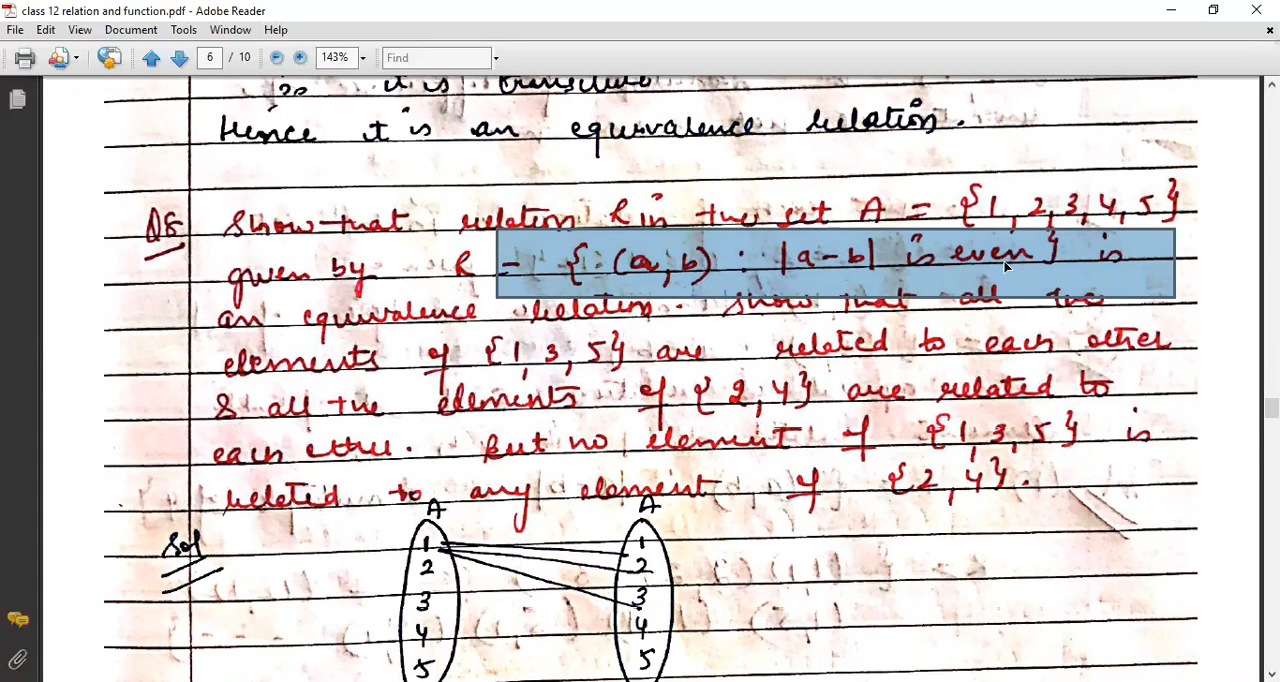 class 12 relation and function.pdf - Adobe Reader
File Edit View Document Tools Window Help
6 / 10 143% Find
so it is transitive
Hence it is an equivalence relation.
Q8 Show that relation R in the set A = {1, 2, 3, 4, 5}
given by R = {(a, b) : |a-b| is even} is
an equivalence relation. Show that all the
elements of {1, 3, 5} are related to each other
& all the elements of {2, 4} are related to
each other. But no element of {1, 3, 5} is
related to any element of {2, 4}.
Sol
A A
1 1
2 2
3 3
4 4
5 5